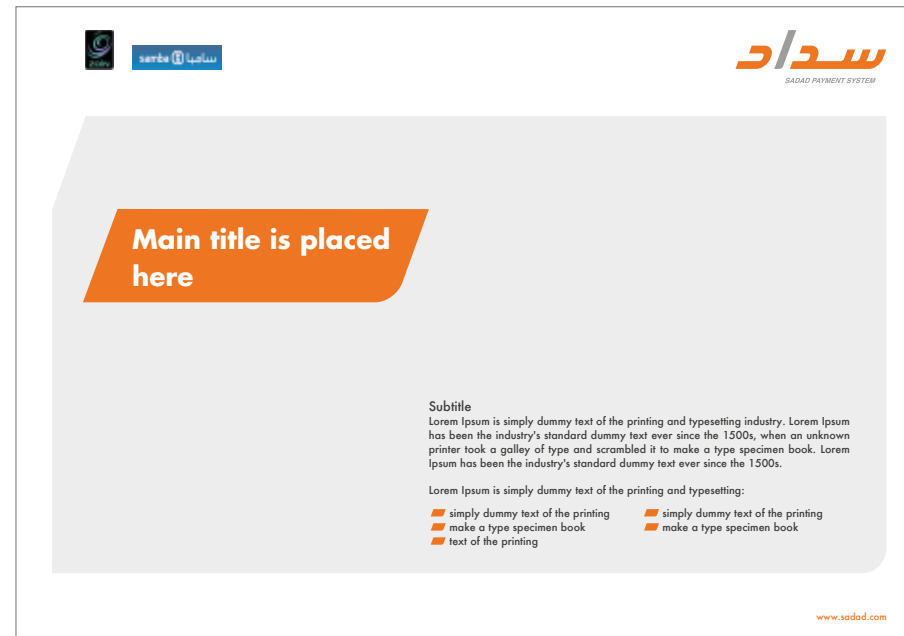 samba سامبا
سداد
SADAD PAYMENT SYSTEM
Main title is placed
here
Subtitle
Lorem Ipsum is simply dummy text of the printing and typesetting industry. Lorem Ipsum
has been the industry's standard dummy text ever since the 1500s, when an unknown
printer took a galley of type and scrambled it to make a type specimen book. Lorem
Ipsum has been the industry's standard dummy text ever since the 1500s.
Lorem Ipsum is simply dummy text of the printing and typesetting:
simply dummy text of the printing
make a type specimen book
text of the printing
simply dummy text of the printing
make a type specimen book
www.sadad.com